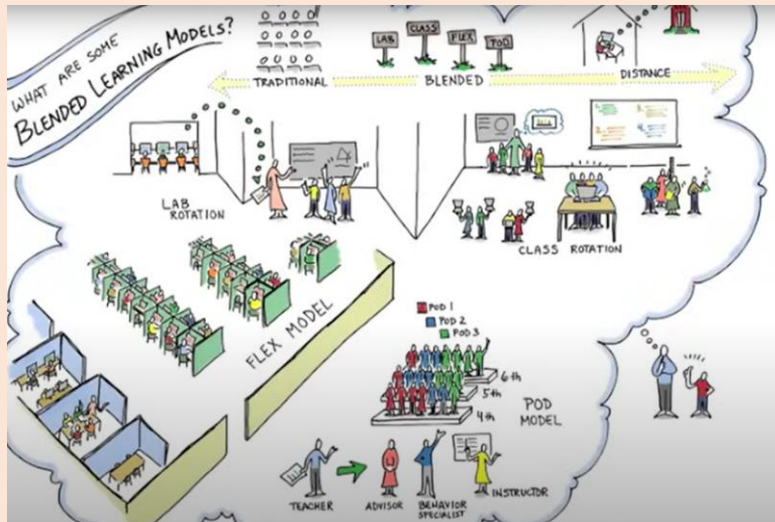 WHAT ARE SOME
BLENDED LEARNING MODELS?
LAB
CLASS
FLEX
POD
TRADITIONAL
BLENDED
DISTANCE
LAB
ROTATION
CLASS ROTATION
FLEX MODEL
POD 1
POD 2
POD 3
6th
5th
4th
POD
MODEL
TEACHER
ADVISOR
BEHAVIOR
SPECIALIST
INSTRUCTOR